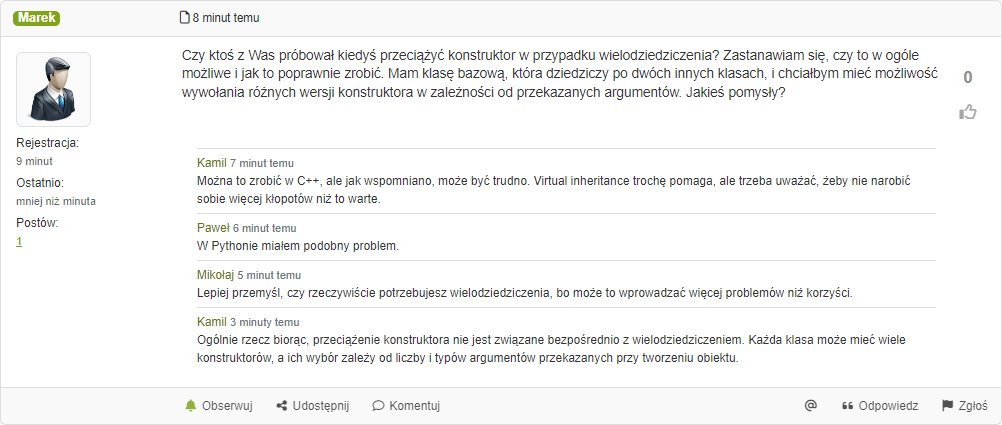 Marek
8 minut temu
Czy ktoś z Was próbował kiedyś przeciążyć konstruktor w przypadku wielodziedziczenia? Zastanawiam się, czy to w ogóle
możliwe i jak to poprawnie zrobić. Mam klasę bazową, która dziedziczy po dwóch innych klasach, i chciałbym mieć możliwość
wywołania różnych wersji konstruktora w zależności od przekazanych argumentów. Jakieś pomysły?
0
Rejestracja:
9 minut
Ostatnio:
mniej niż minuta
Postów:
1
Kamil 7 minut temu
Można to zrobić w C++, ale jak wspomniano, może być trudno. Virtual inheritance trochę pomaga, ale trzeba uważać, żeby nie narobić
sobie więcej kłopotów niż to warte.
Paweł 6 minut temu
W Pythonie miałem podobny problem.
Mikołaj 5 minut temu
Lepiej przemyśl, czy rzeczywiście potrzebujesz wielodziedziczenia, bo może to wprowadzać więcej problemów niż korzyści.
Kamil 3 minuty temu
Ogólnie rzecz biorąc, przeciążenie konstruktora nie jest związane bezpośrednio z wielodziedziczeniem. Każda klasa może mieć wiele
konstruktorów, a ich wybór zależy od liczby i typów argumentów przekazanych przy tworzeniu obiektu.
Obserwuj Udostępnij Komentuj @ Odpowiedz Zgłoś